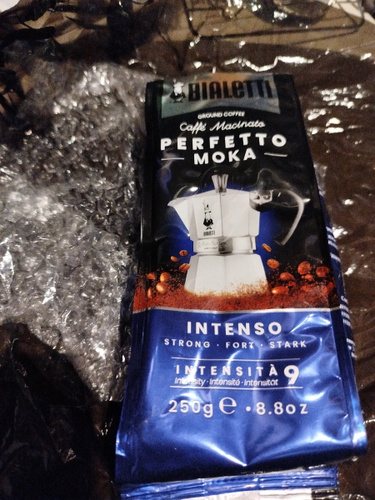 BIALETTI
GROUND COFFEE
Caffè Macinato
PERFETTO
MOKA
BIALETTI
INTENSO
STRONG · FORT · STARK
INTENSITÀ 9
Intensity · Intensité · Intensität
250g ℮ · 8.8oz